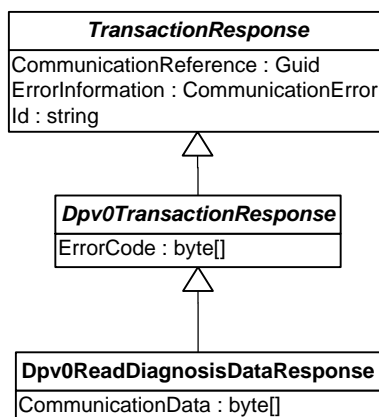 TransactionResponse
CommunicationReference : Guid
ErrorInformation : CommunicationError
Id : string
Dpv0TransactionResponse
ErrorCode : byte[]
Dpv0ReadDiagnosisDataResponse
CommunicationData : byte[]